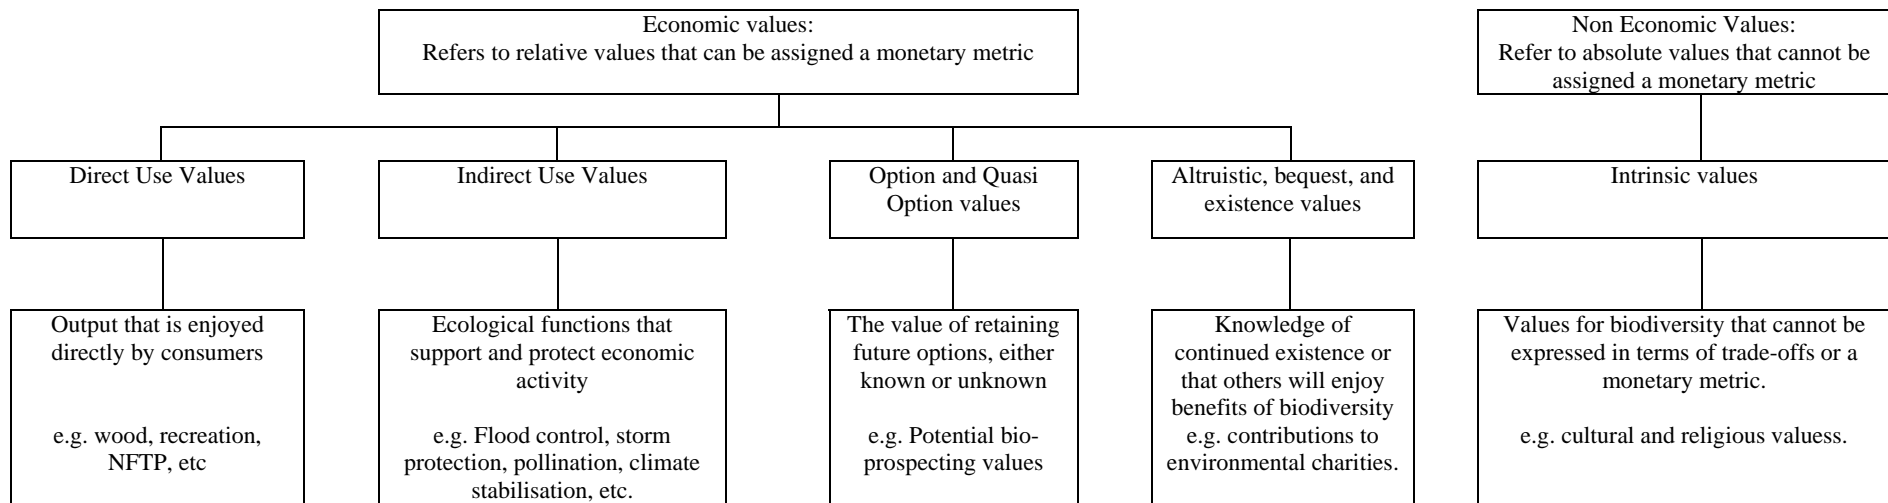 Economic values:
Refers to relative values that can be assigned a monetary metric
Non Economic Values:
Refer to absolute values that cannot be
assigned a monetary metric
Direct Use Values
Indirect Use Values
Option and Quasi
Option values
Altruistic, bequest, and
existence values
Intrinsic values
Output that is enjoyed
directly by consumers
e.g. wood, recreation,
NFTP, etc
Ecological functions that
support and protect economic
activity
e.g. Flood control, storm
protection, pollination, climate
stabilisation, etc.
The value of retaining
future options, either
known or unknown
e.g. Potential bio-
prospecting values
Knowledge of
continued existence or
that others will enjoy
benefits of biodiversity
e.g. contributions to
environmental charities.
Values for biodiversity that cannot be
expressed in terms of trade-offs or a
monetary metric.
e.g. cultural and religious valuess.